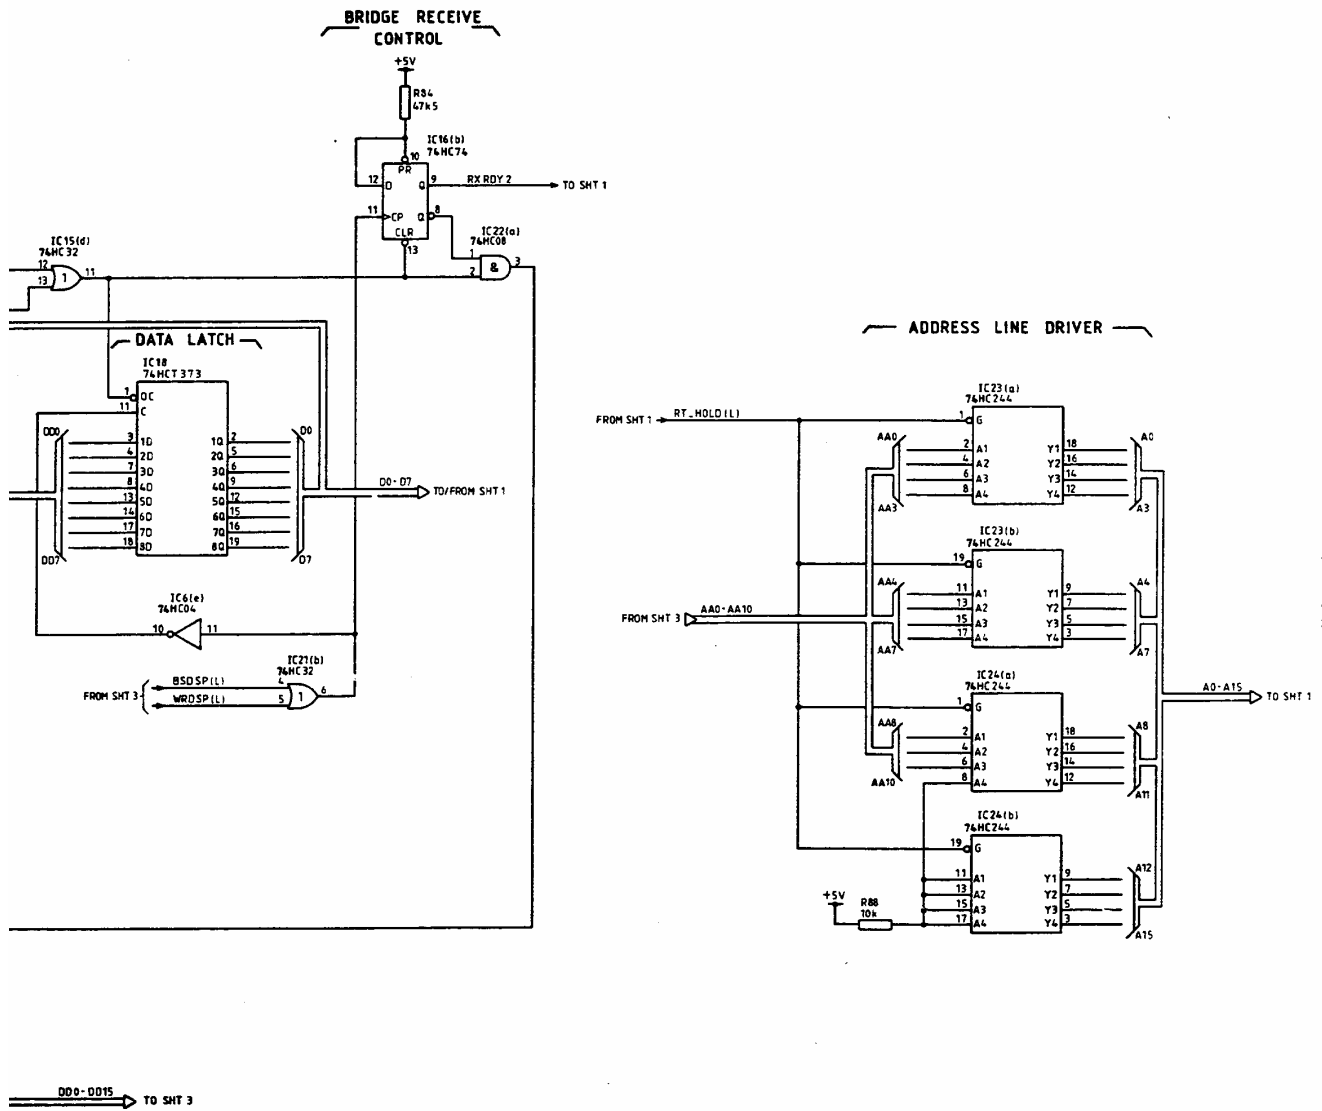 BRIDGE RECEIVE
CONTROL
+5V
R84
47k5
IC16(b)
74HC74
10
PR
12
D
Q
9
RXRDY2
TO SHT 1
11
CP
Q
8
CLR
13
IC22(a)
74HC08
1
2
&
3
IC15(d)
74HC32
12
13
1
11
DATA LATCH
IC18
74HCT373
1
OC
11
C
DD0
3 1D 1Q 2
4 2D 2Q 5
7 3D 3Q 6
8 4D 4Q 9
13 5D 5Q 12
14 6D 6Q 15
17 7D 7Q 16
18 8D 8Q 19
DD7
D0
D7
D0-D7
TO/FROM SHT 1
IC6(e)
74HC04
10
11
IC21(b)
74HC32
FROM SHT 3
BSDSP(L)
4
WRDSP(L)
5
1
6
ADDRESS LINE DRIVER
FROM SHT 1
RT_HOLD(L)
IC23(a)
74HC244
1
G
AA0
2 A1 Y1 18
4 A2 Y2 16
6 A3 Y3 14
8 A4 Y4 12
AA3
A0
A3
IC23(b)
74HC244
19
G
AA4
11 A1 Y1 9
13 A2 Y2 7
15 A3 Y3 5
17 A4 Y4 3
AA7
A4
A7
FROM SHT 3
AA0-AA10
IC24(a)
74HC244
1
G
AA8
2 A1 Y1 18
4 A2 Y2 16
6 A3 Y3 14
8 A4 Y4 12
AA10
A8
A11
A0-A15
TO SHT 1
IC24(b)
74HC244
19
G
11 A1 Y1 9
13 A2 Y2 7
15 A3 Y3 5
17 A4 Y4 3
A12
A15
+5V
R88
10k
DD0-DD15
TO SHT 3